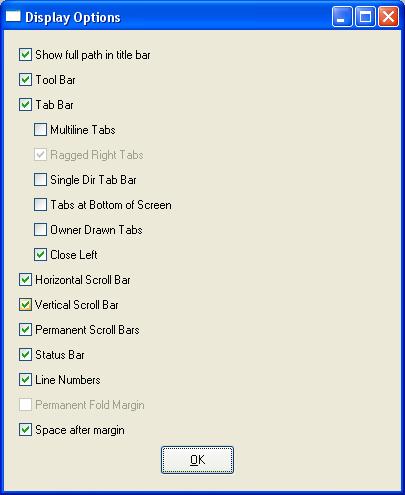 Display Options
Show full path in title bar
Tool Bar
Tab Bar
Multiline Tabs
Ragged Right Tabs
Single Dir Tab Bar
Tabs at Bottom of Screen
Owner Drawn Tabs
Close Left
Horizontal Scroll Bar
Vertical Scroll Bar
Permanent Scroll Bars
Status Bar
Line Numbers
Permanent Fold Margin
Space after margin
OK